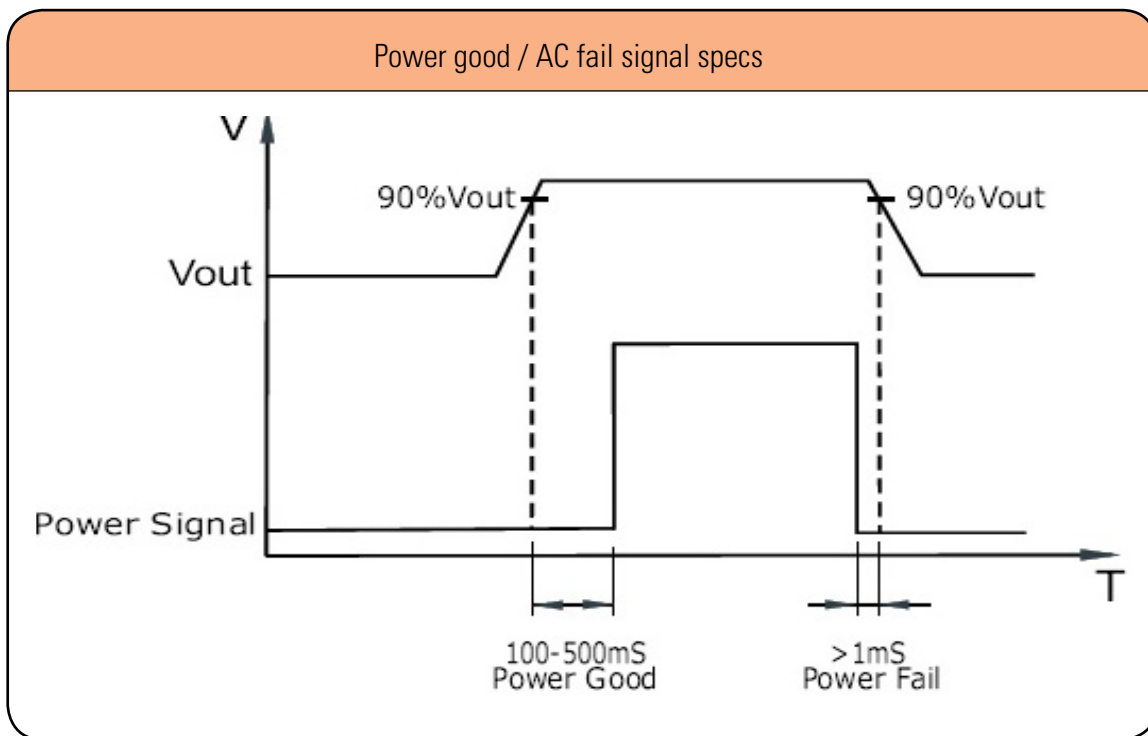 Power good / AC fail signal specs
V
90%Vout
90%Vout
Vout
Power Signal
T
100-500mS
Power Good
>1mS
Power Fail